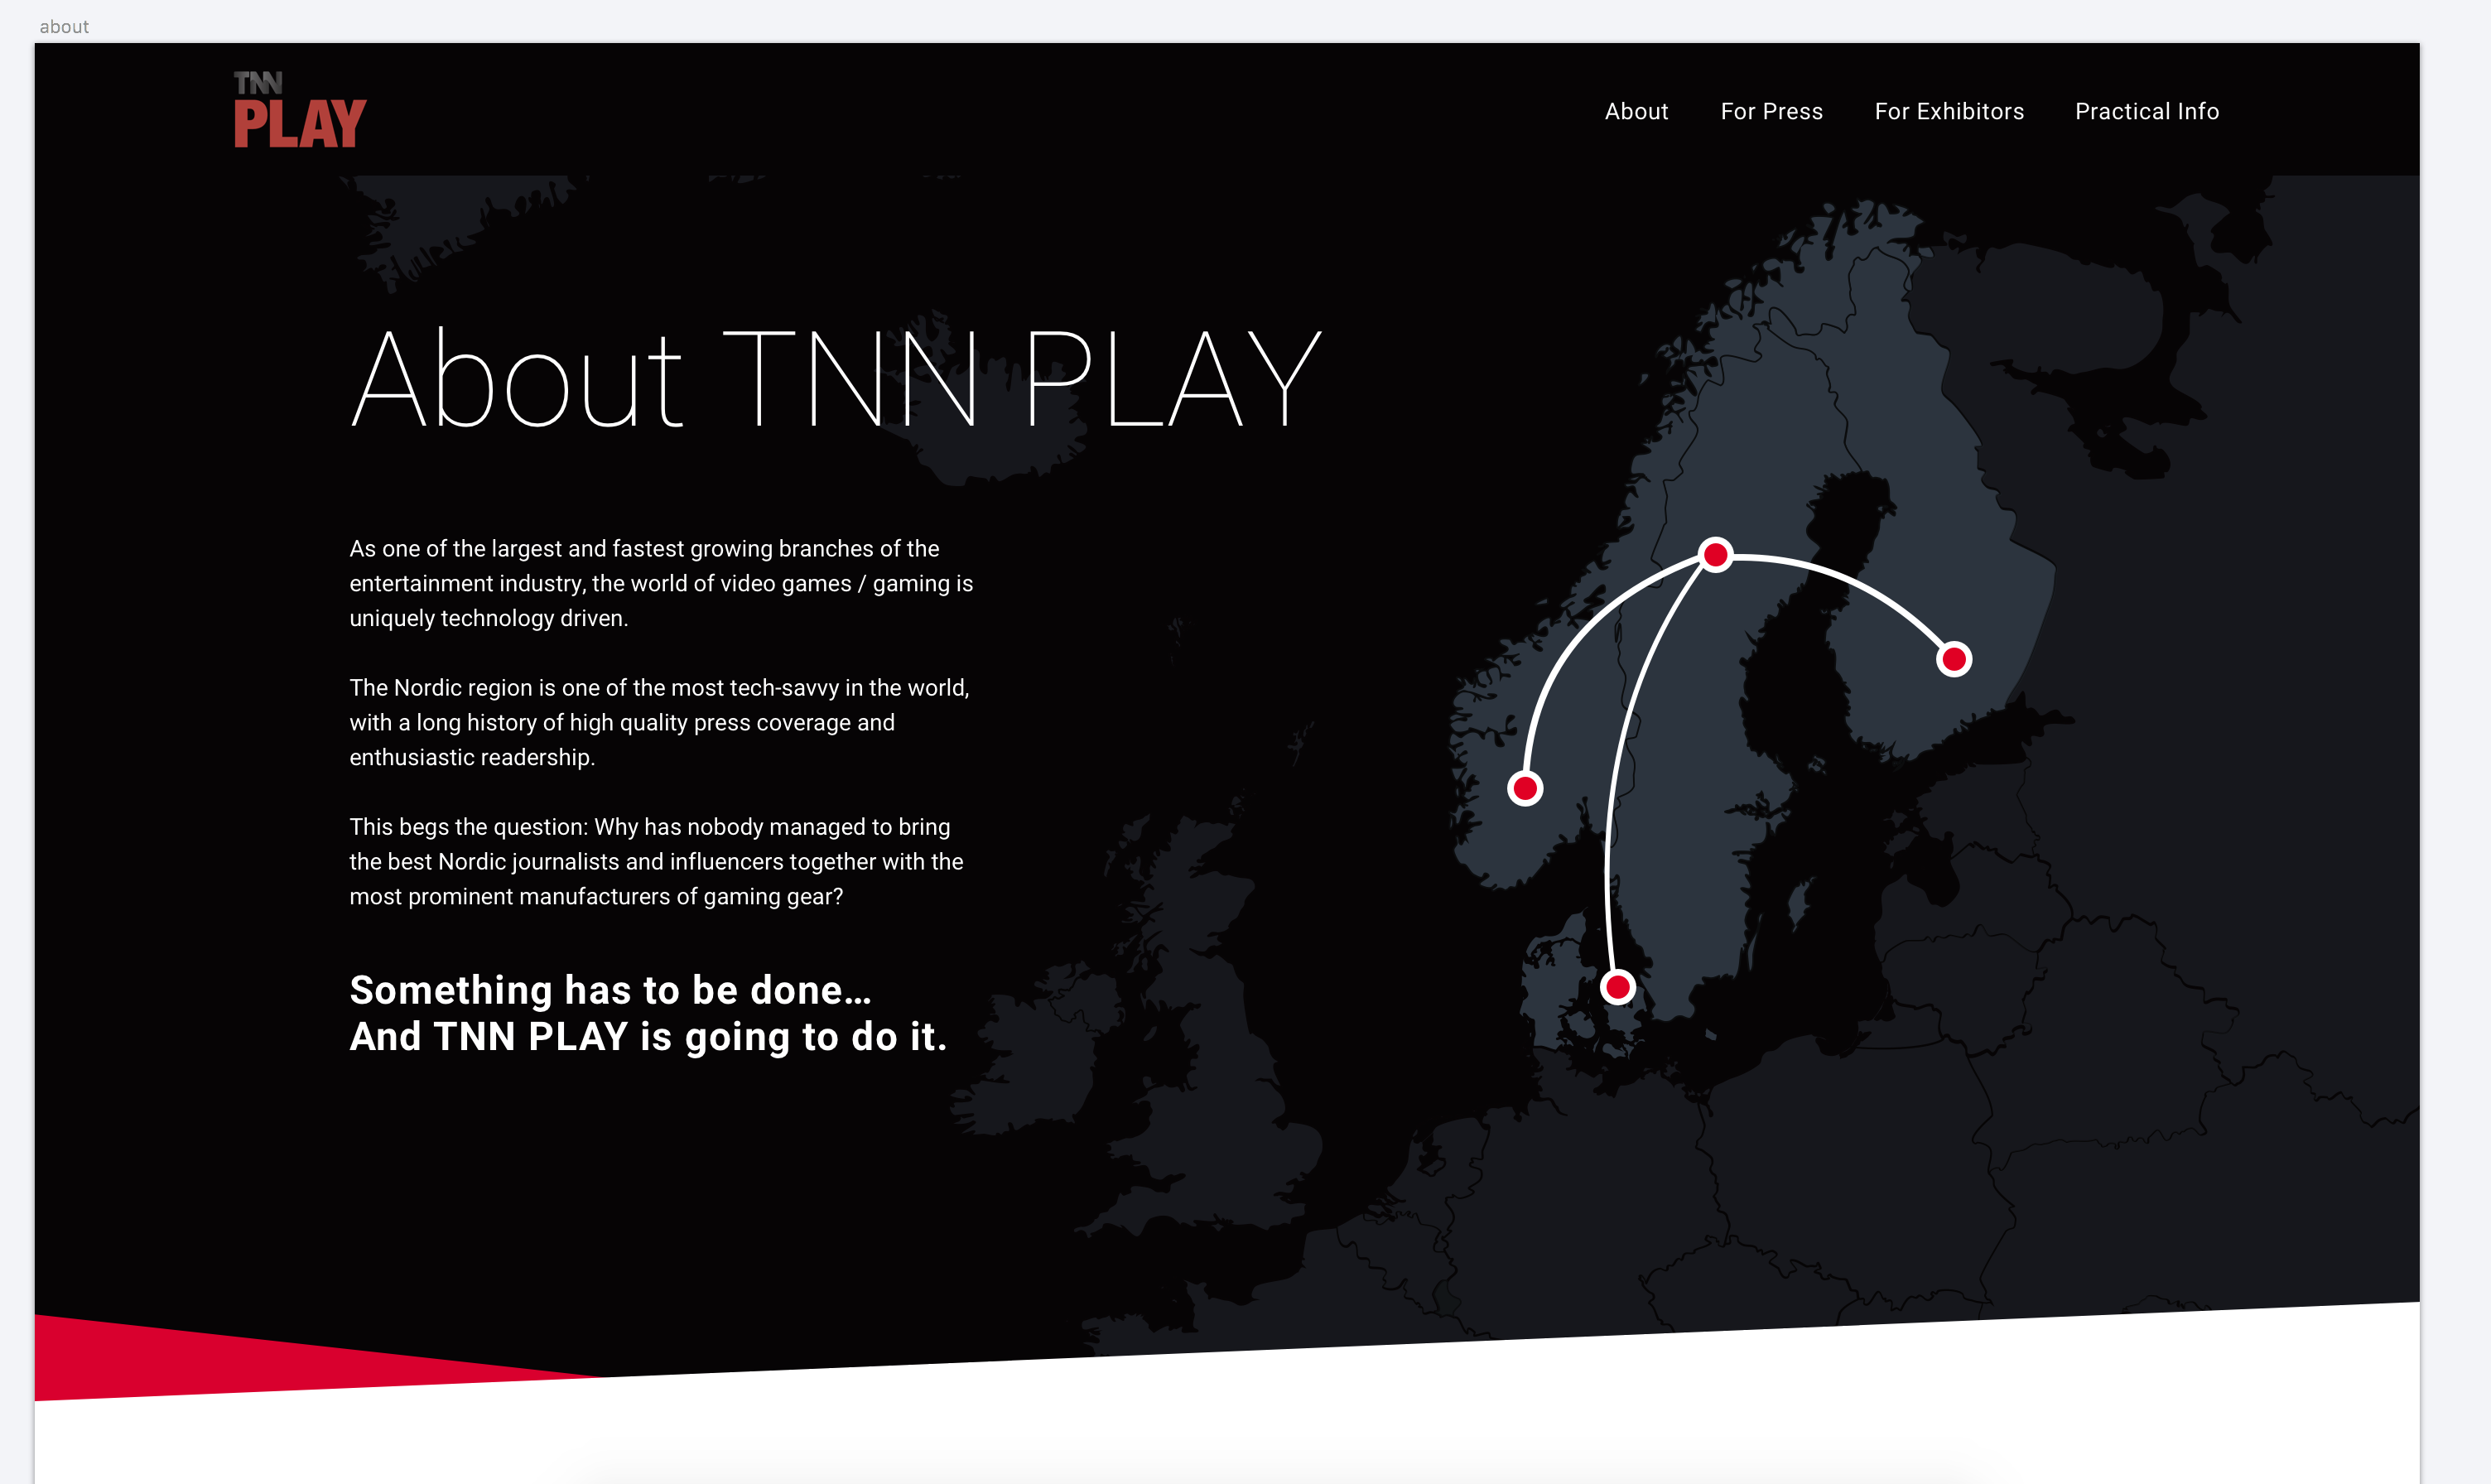 about
TNN
PLAY
About For Press For Exhibitors Practical Info
About TNN PLAY
As one of the largest and fastest growing branches of the
entertainment industry, the world of video games / gaming is
uniquely technology driven.
The Nordic region is one of the most tech-savvy in the world,
with a long history of high quality press coverage and
enthusiastic readership.
This begs the question: Why has nobody managed to bring
the best Nordic journalists and influencers together with the
most prominent manufacturers of gaming gear?
Something has to be done...
And TNN PLAY is going to do it.